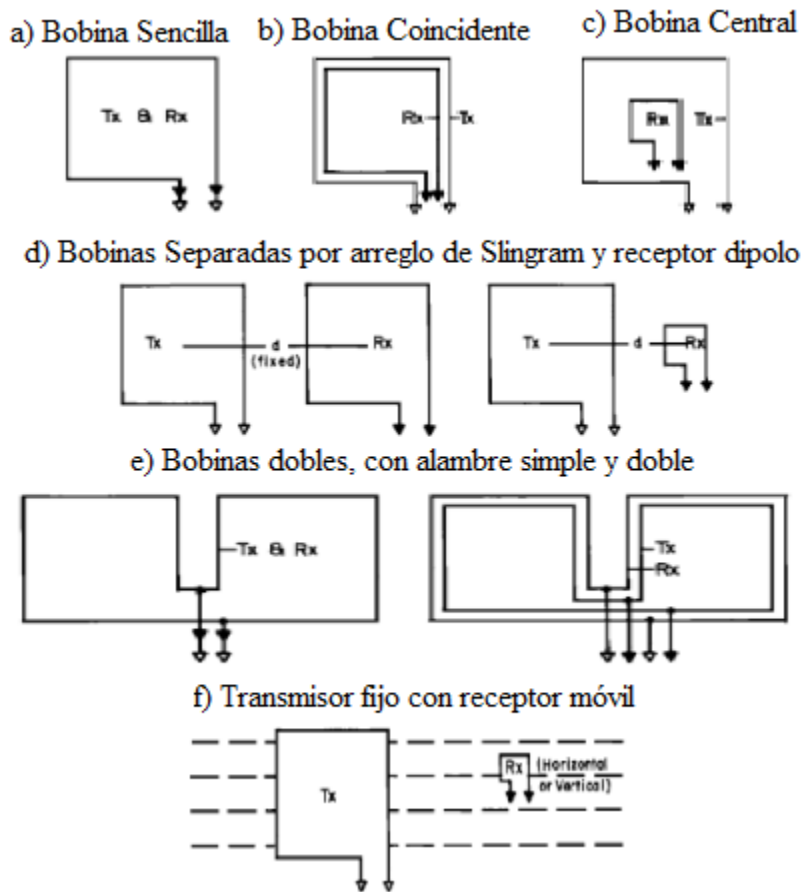 a) Bobina Sencilla
b) Bobina Coincidente
c) Bobina Central
Tx & Rx
Rx
Tx
Rx
Tx
d) Bobinas Separadas por arreglo de Slingram y receptor dipolo
Tx
d
(fixed)
Rx
Tx
d
Rx
e) Bobinas dobles, con alambre simple y doble
Tx & Rx
Tx
Rx
f) Transmisor fijo con receptor móvil
Tx
Rx
(Horizontal
or Vertical)